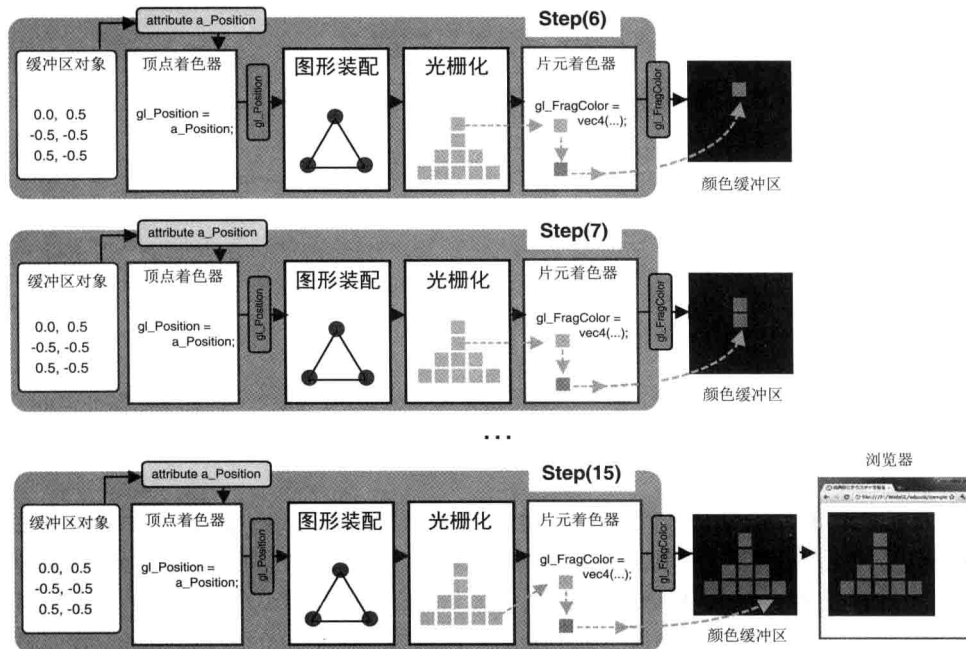 Step(6)
attribute a_Position
缓冲区对象
0.0, 0.5
-0.5, -0.5
0.5, -0.5
顶点着色器
gl_Position =
a_Position;
gl_Position
图形装配
光栅化
片元着色器
gl_FragColor =
vec4(...);
gl_FragColor
颜色缓冲区
Step(7)
attribute a_Position
缓冲区对象
0.0, 0.5
-0.5, -0.5
0.5, -0.5
顶点着色器
gl_Position =
a_Position;
gl_Position
图形装配
光栅化
片元着色器
gl_FragColor =
vec4(...);
gl_FragColor
颜色缓冲区
...
Step(15)
attribute a_Position
缓冲区对象
0.0, 0.5
-0.5, -0.5
0.5, -0.5
顶点着色器
gl_Position =
a_Position;
gl_Position
图形装配
光栅化
片元着色器
gl_FragColor =
vec4(...);
gl_FragColor
颜色缓冲区
浏览器